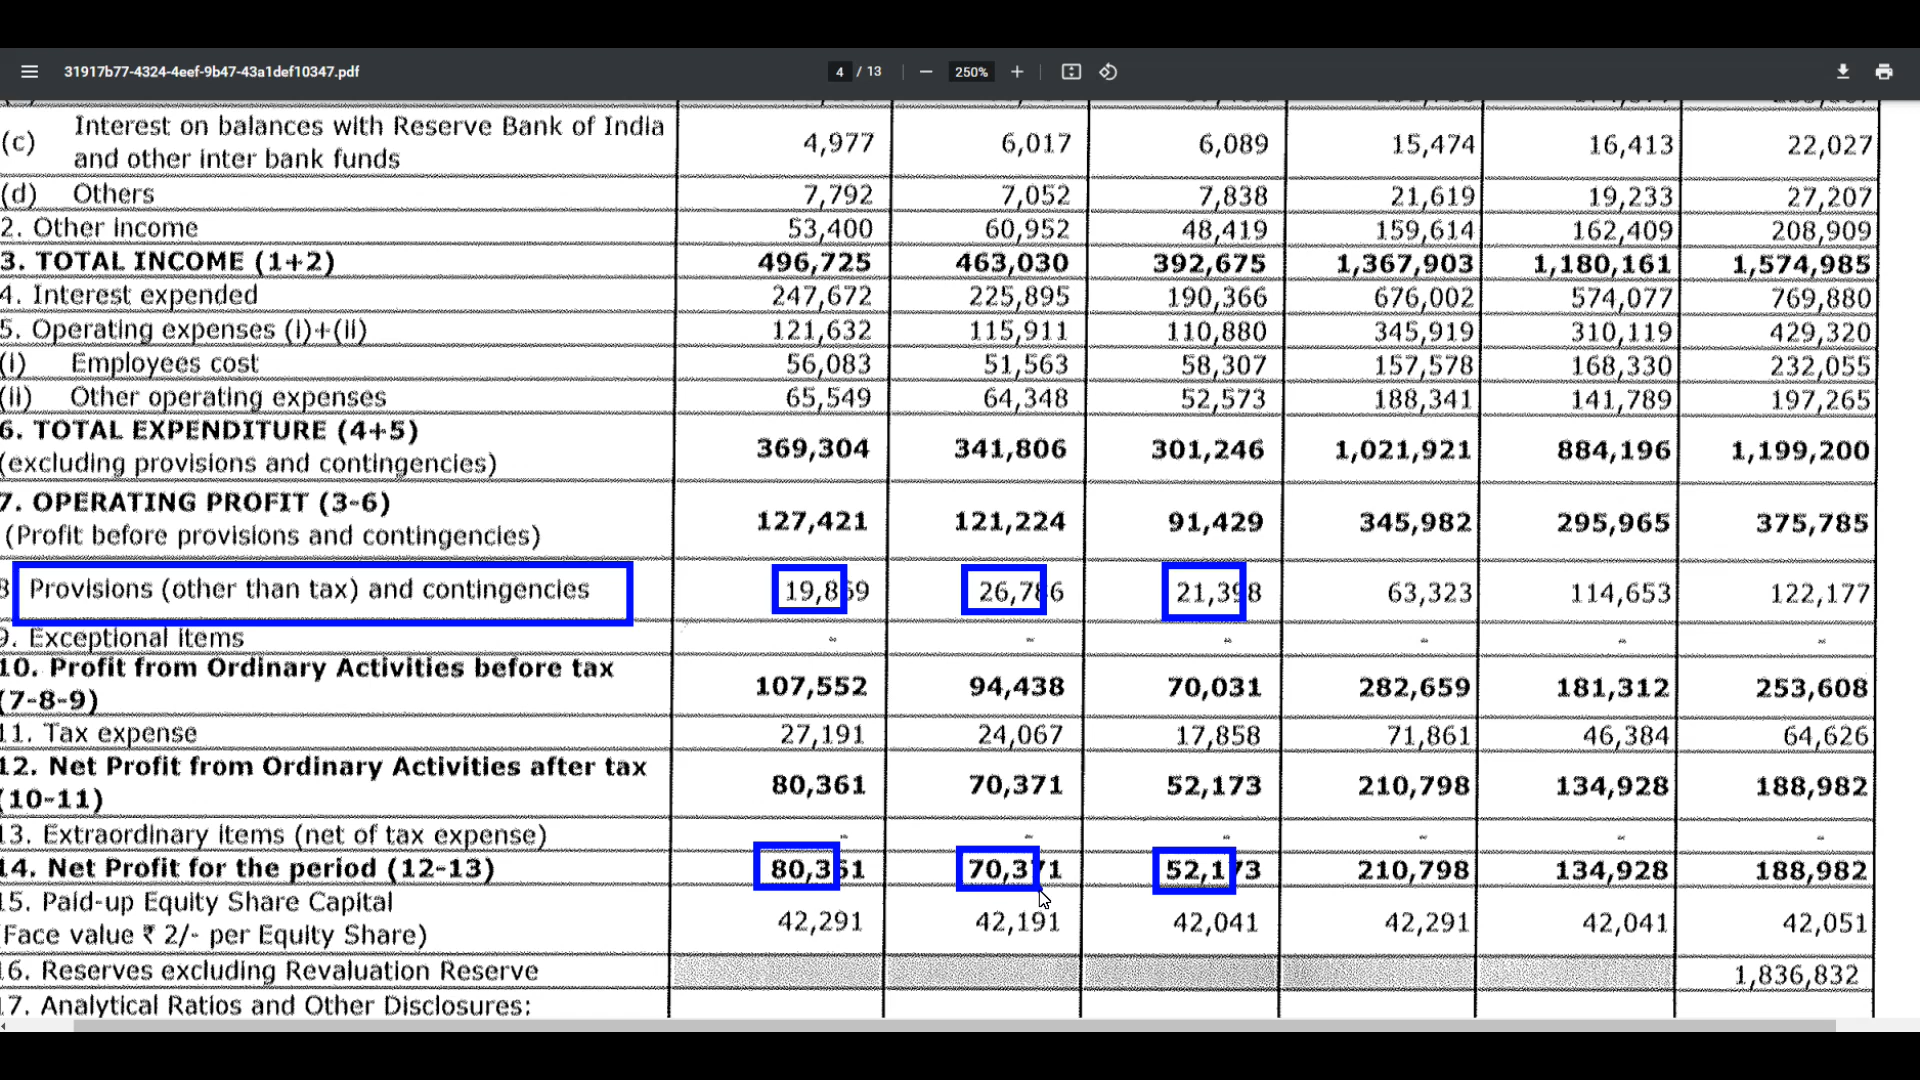 31917b77-4324-4eef-9b47-43a1def10347.pdf 4 / 13 250%
(c) Interest on balances with Reserve Bank of India
and other inter bank funds 4,977 6,017 6,089 15,474 16,413 22,027
(d) Others 7,792 7,052 7,838 21,619 19,233 27,207
2. Other income 53,400 60,952 48,419 159,614 162,409 208,909
3. TOTAL INCOME (1+2) 496,725 463,030 392,675 1,367,903 1,180,161 1,574,985
4. Interest expended 247,672 225,895 190,366 676,002 574,077 769,880
5. Operating expenses (i)+(ii) 121,632 115,911 110,880 345,919 310,119 429,320
(i) Employees cost 56,083 51,563 58,307 157,578 168,330 232,055
(ii) Other operating expenses 65,549 64,348 52,573 188,341 141,789 197,265
6. TOTAL EXPENDITURE (4+5)
(excluding provisions and contingencies) 369,304 341,806 301,246 1,021,921 884,196 1,199,200
7. OPERATING PROFIT (3-6)
(Profit before provisions and contingencies) 127,421 121,224 91,429 345,982 295,965 375,785
8 Provisions (other than tax) and contingencies 19,869 26,786 21,398 63,323 114,653 122,177
9. Exceptional items - - - - - -
10. Profit from Ordinary Activities before tax
(7-8-9) 107,552 94,438 70,031 282,659 181,312 253,608
11. Tax expense 27,191 24,067 17,858 71,861 46,384 64,626
12. Net Profit from Ordinary Activities after tax
(10-11) 80,361 70,371 52,173 210,798 134,928 188,982
13. Extraordinary items (net of tax expense) - - - - - -
14. Net Profit for the period (12-13) 80,361 70,371 52,173 210,798 134,928 188,982
15. Paid-up Equity Share Capital
(Face value ₹ 2/- per Equity Share) 42,291 42,191 42,041 42,291 42,041 42,051
16. Reserves excluding Revaluation Reserve 1,836,832
17. Analytical Ratios and Other Disclosures: